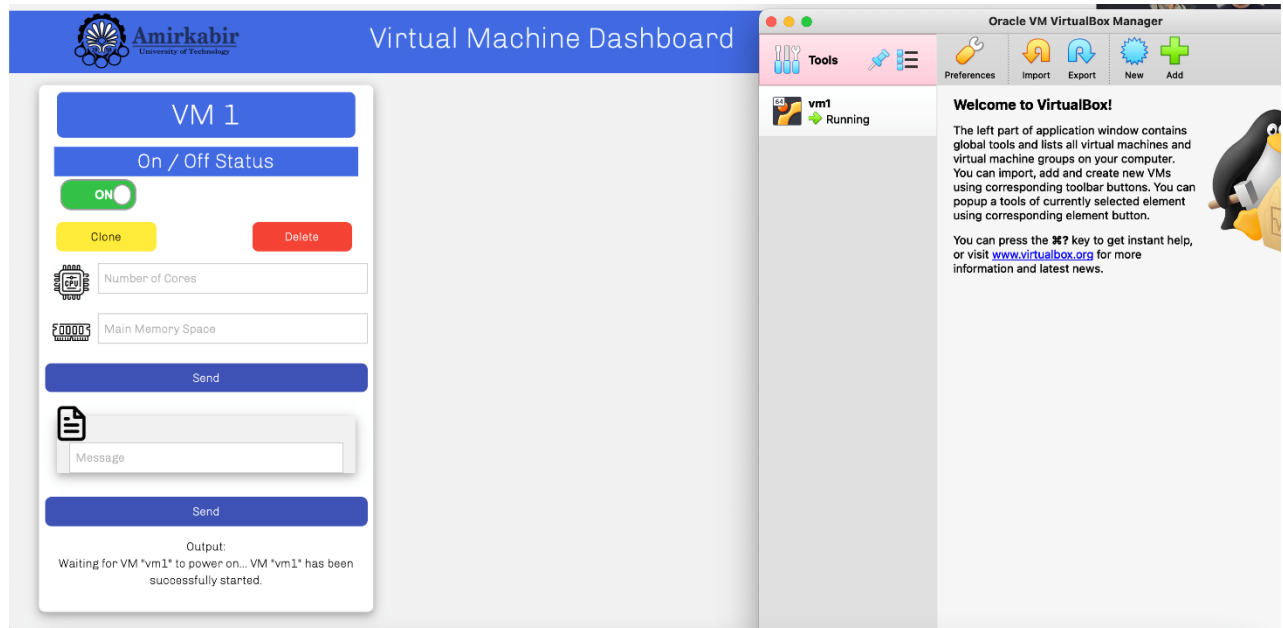 Amirkabir
University of Technology
Virtual Machine Dashboard
VM 1
On / Off Status
ON
Clone
Delete
CPU
Number of Cores
Main Memory Space
Send
Message
Send
Output:
Waiting for VM "vm1" to power on... VM "vm1" has been
successfully started.
Oracle VM VirtualBox Manager
Tools
Preferences
Import
Export
New
Add
64
vm1
Running
Welcome to VirtualBox!
The left part of application window contains
global tools and lists all virtual machines and
virtual machine groups on your computer.
You can import, add and create new VMs
using corresponding toolbar buttons. You can
popup a tools of currently selected element
using corresponding element button.
You can press the ⌘? key to get instant help,
or visit www.virtualbox.org for more
information and latest news.